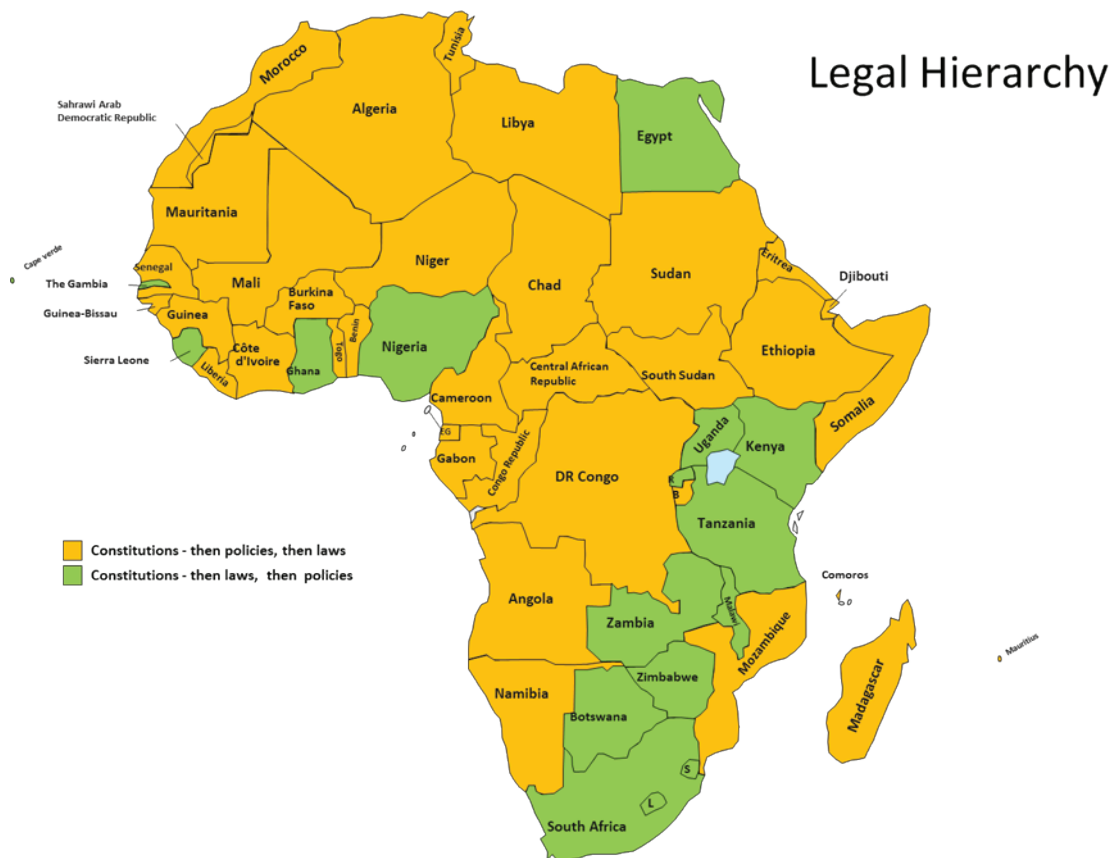 Legal Hierarchy
Tunisia
Morocco
Sahrawi Arab
Democratic Republic
Algeria
Libya
Egypt
Mauritania
Cape verde
Senegal
The Gambia
Guinea-Bissau
Guinea
Sierra Leone
Liberia
Mali
Burkina
Faso
Côte
d'Ivoire
Ghana
Togo
Benin
Niger
Nigeria
Chad
Sudan
Eritrea
Djibouti
Ethiopia
Somalia
Central African
Republic
South Sudan
Cameroon
EG
Gabon
Congo Republic
DR Congo
Uganda
Kenya
R
B
Tanzania
Constitutions - then policies, then laws
Constitutions - then laws, then policies
Comoros
Angola
Zambia
Malawi
Mozambique
Mauritius
Madagascar
Zimbabwe
Namibia
Botswana
S
L
South Africa